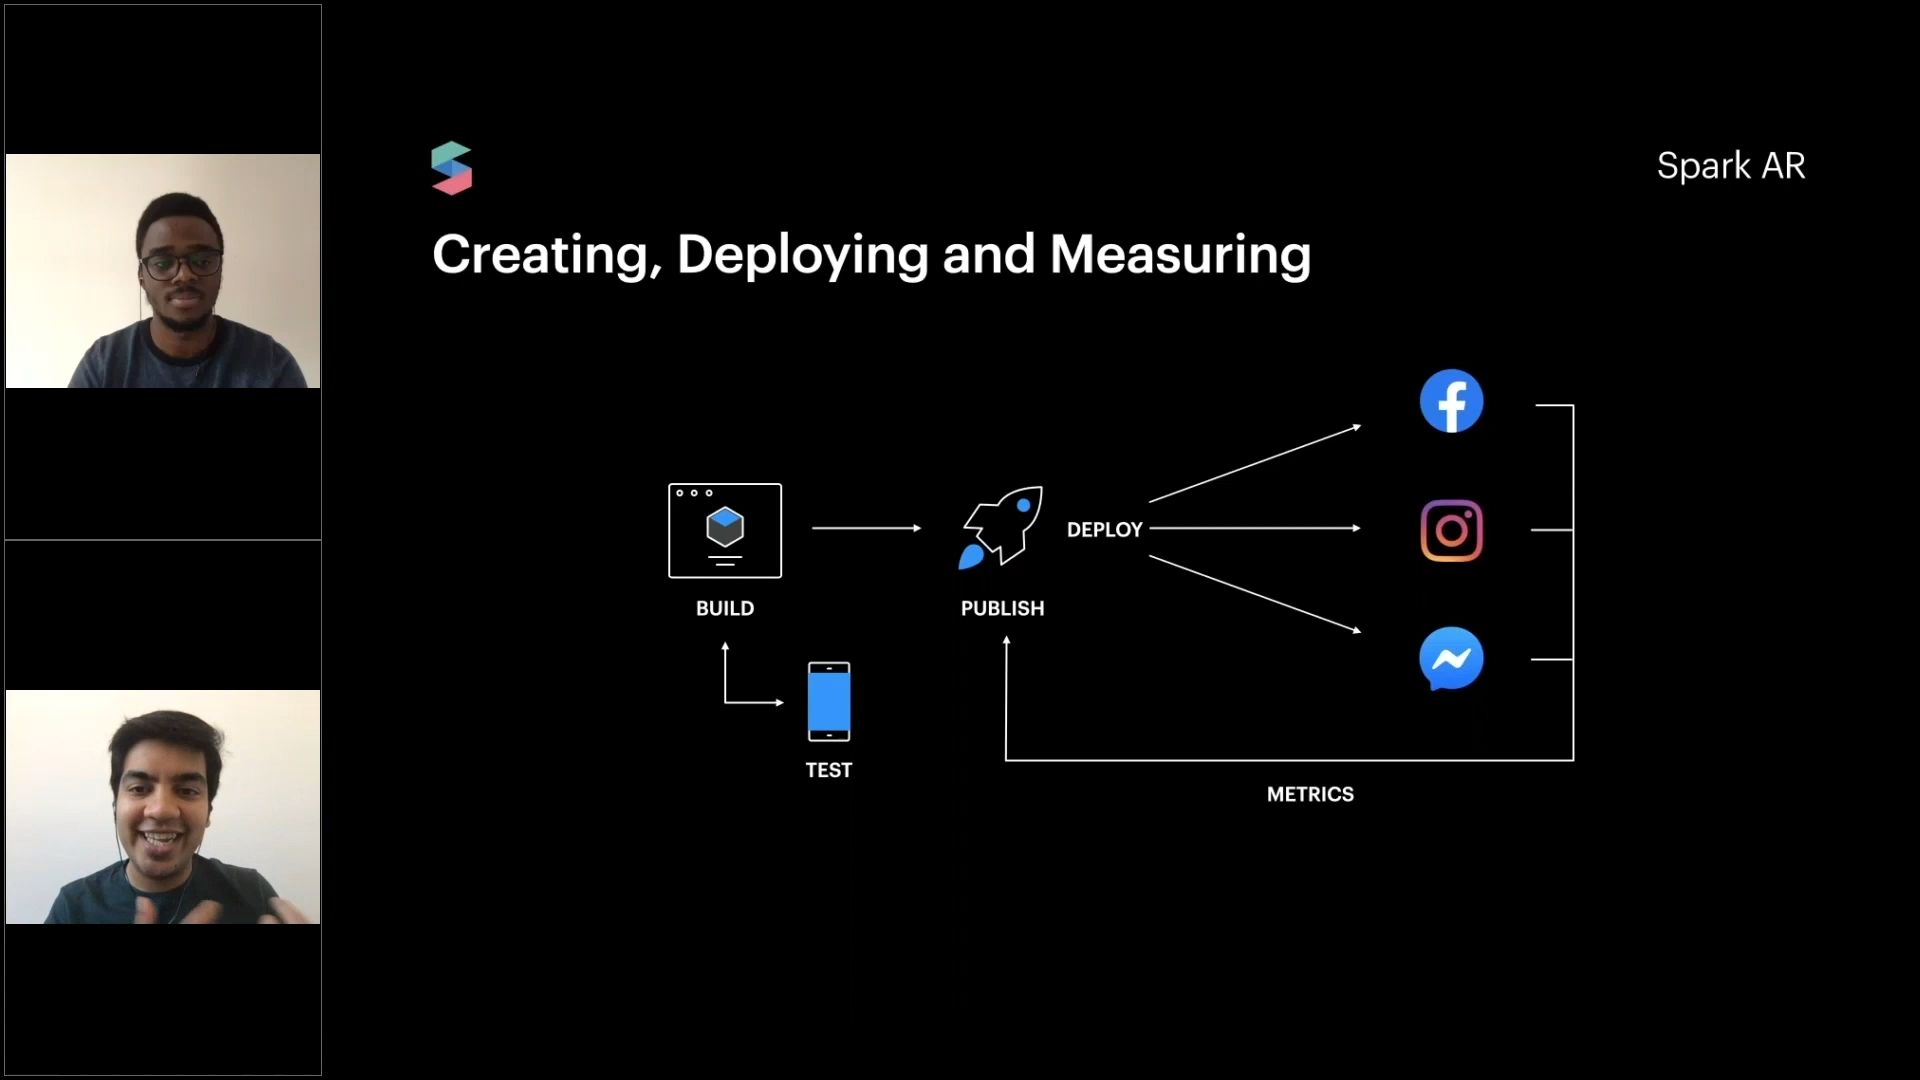 Spark AR
Creating, Deploying and Measuring
DEPLOY
BUILD
PUBLISH
TEST
METRICS